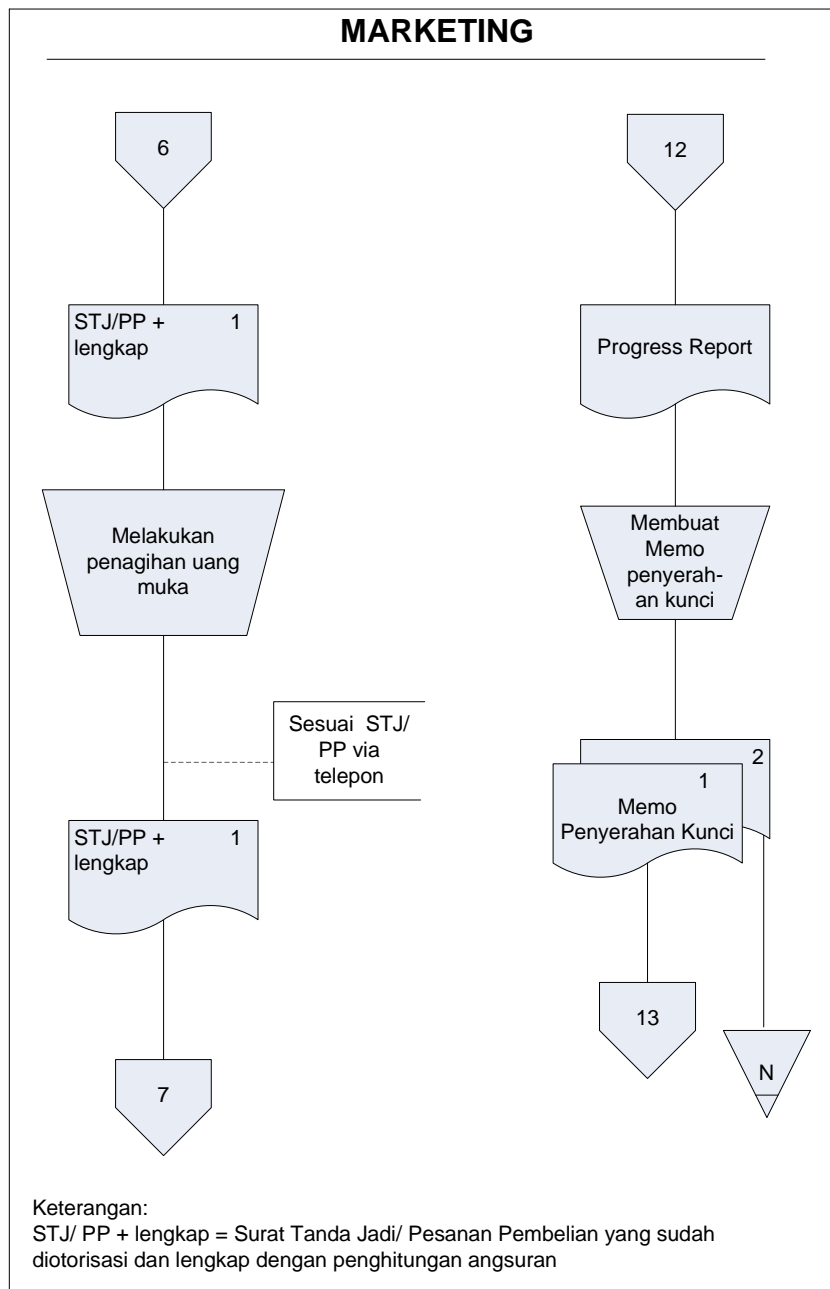 MARKETING
6
STJ/PP + 1
lengkap
Melakukan
penagihan uang
muka
Sesuai STJ/
PP via
telepon
STJ/PP + 1
lengkap
7
12
Progress Report
Membuat
Memo
penyerah-
an kunci
2
1
Memo
Penyerahan Kunci
13
N
Keterangan:
STJ/ PP + lengkap = Surat Tanda Jadi/ Pesanan Pembelian yang sudah
diotorisasi dan lengkap dengan penghitungan angsuran